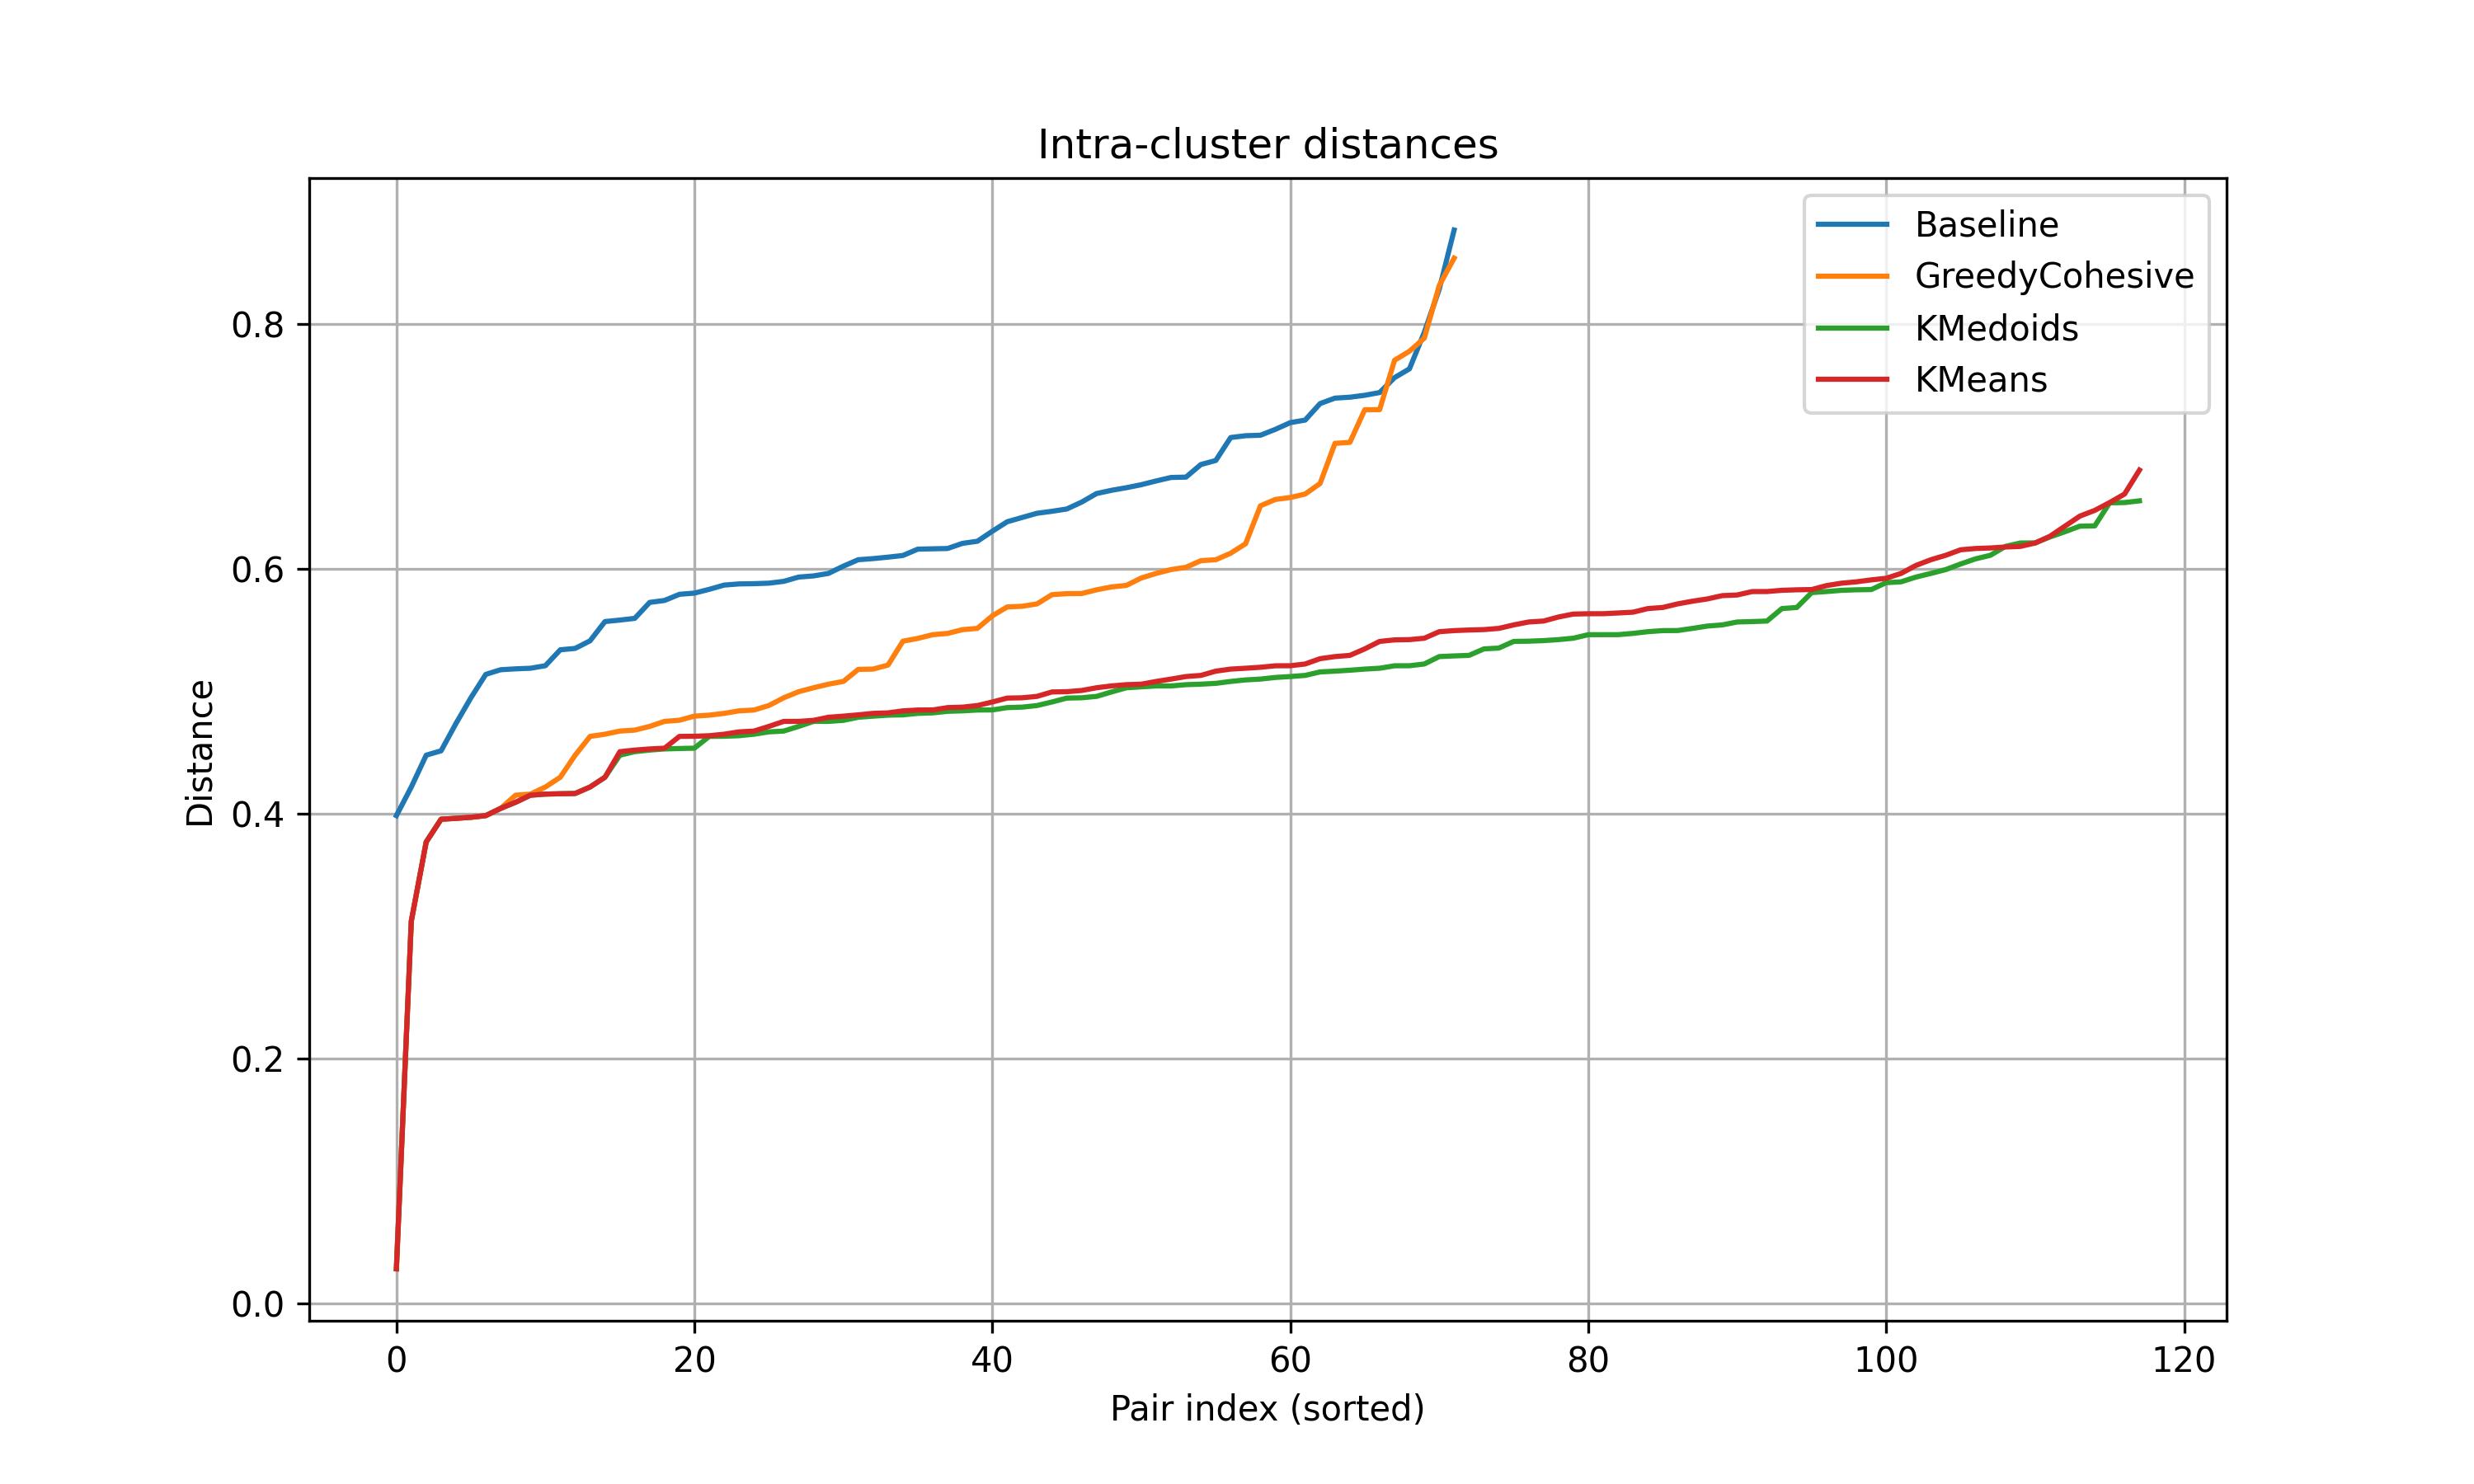 Intra-cluster distances
Baseline
GreedyCohesive
KMedoids
KMeans
0.8
0.6
0.4
0.2
0.0
Distance
0 20 40 60 80 100 120
Pair index (sorted)